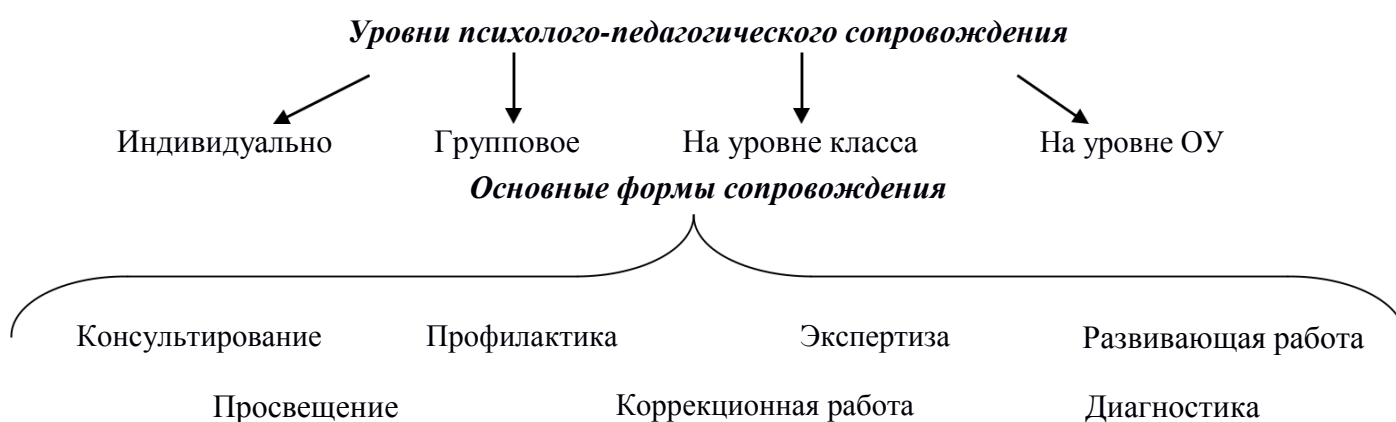 Уровни психолого-педагогического сопровождения
Индивидуально Групповое На уровне класса На уровне ОУ
Основные формы сопровождения
Консультирование Профилактика Экспертиза Развивающая работа
Просвещение Коррекционная работа Диагностика